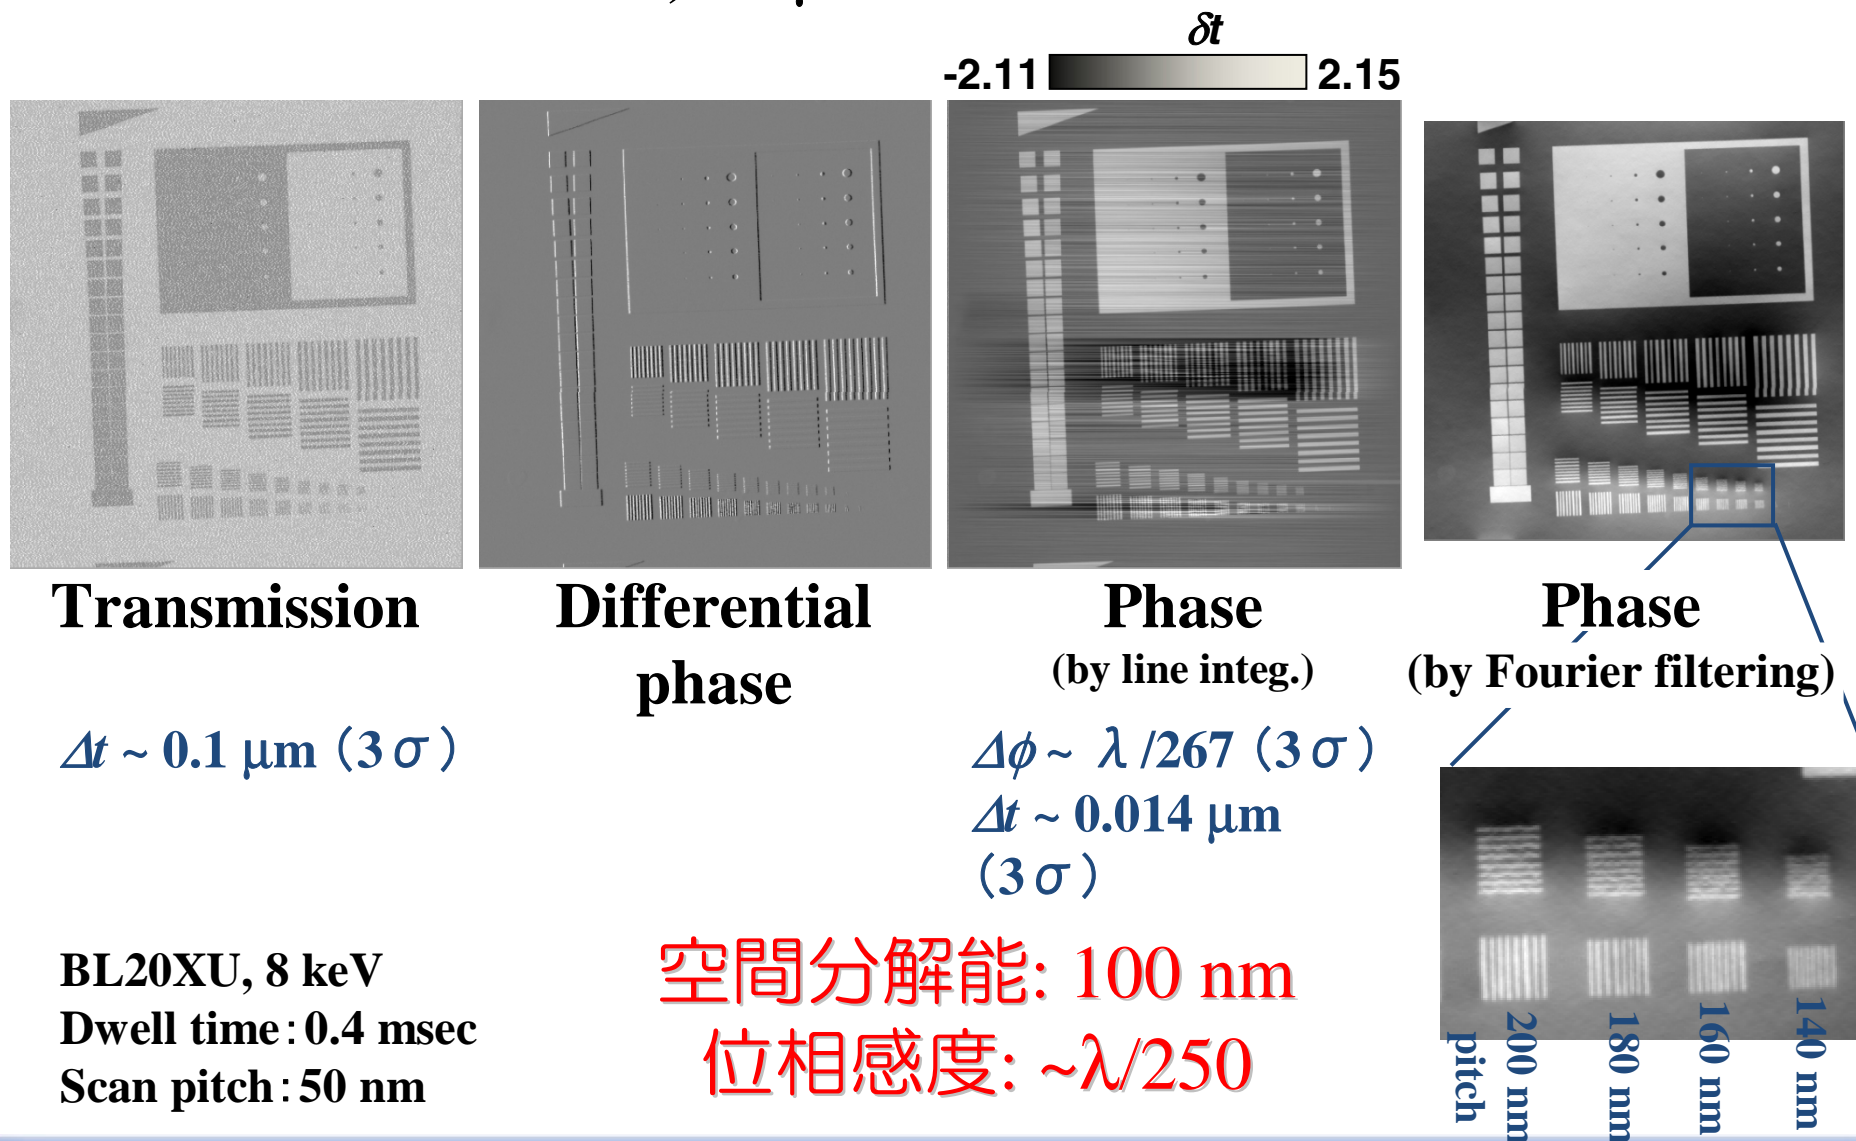 δt
-2.11 2.15
Transmission
Differential
phase
Phase
(by line integ.)
Phase
(by Fourier filtering)
Δt ~ 0.1 μm（3σ）
Δϕ ~ λ/267（3σ）
Δt ~ 0.014 μm
（3σ）
BL20XU, 8 keV
Dwell time：0.4 msec
Scan pitch：50 nm
空間分解能: 100 nm
位相感度: ~λ/250
200 nm
pitch
180 nm
160 nm
140 nm